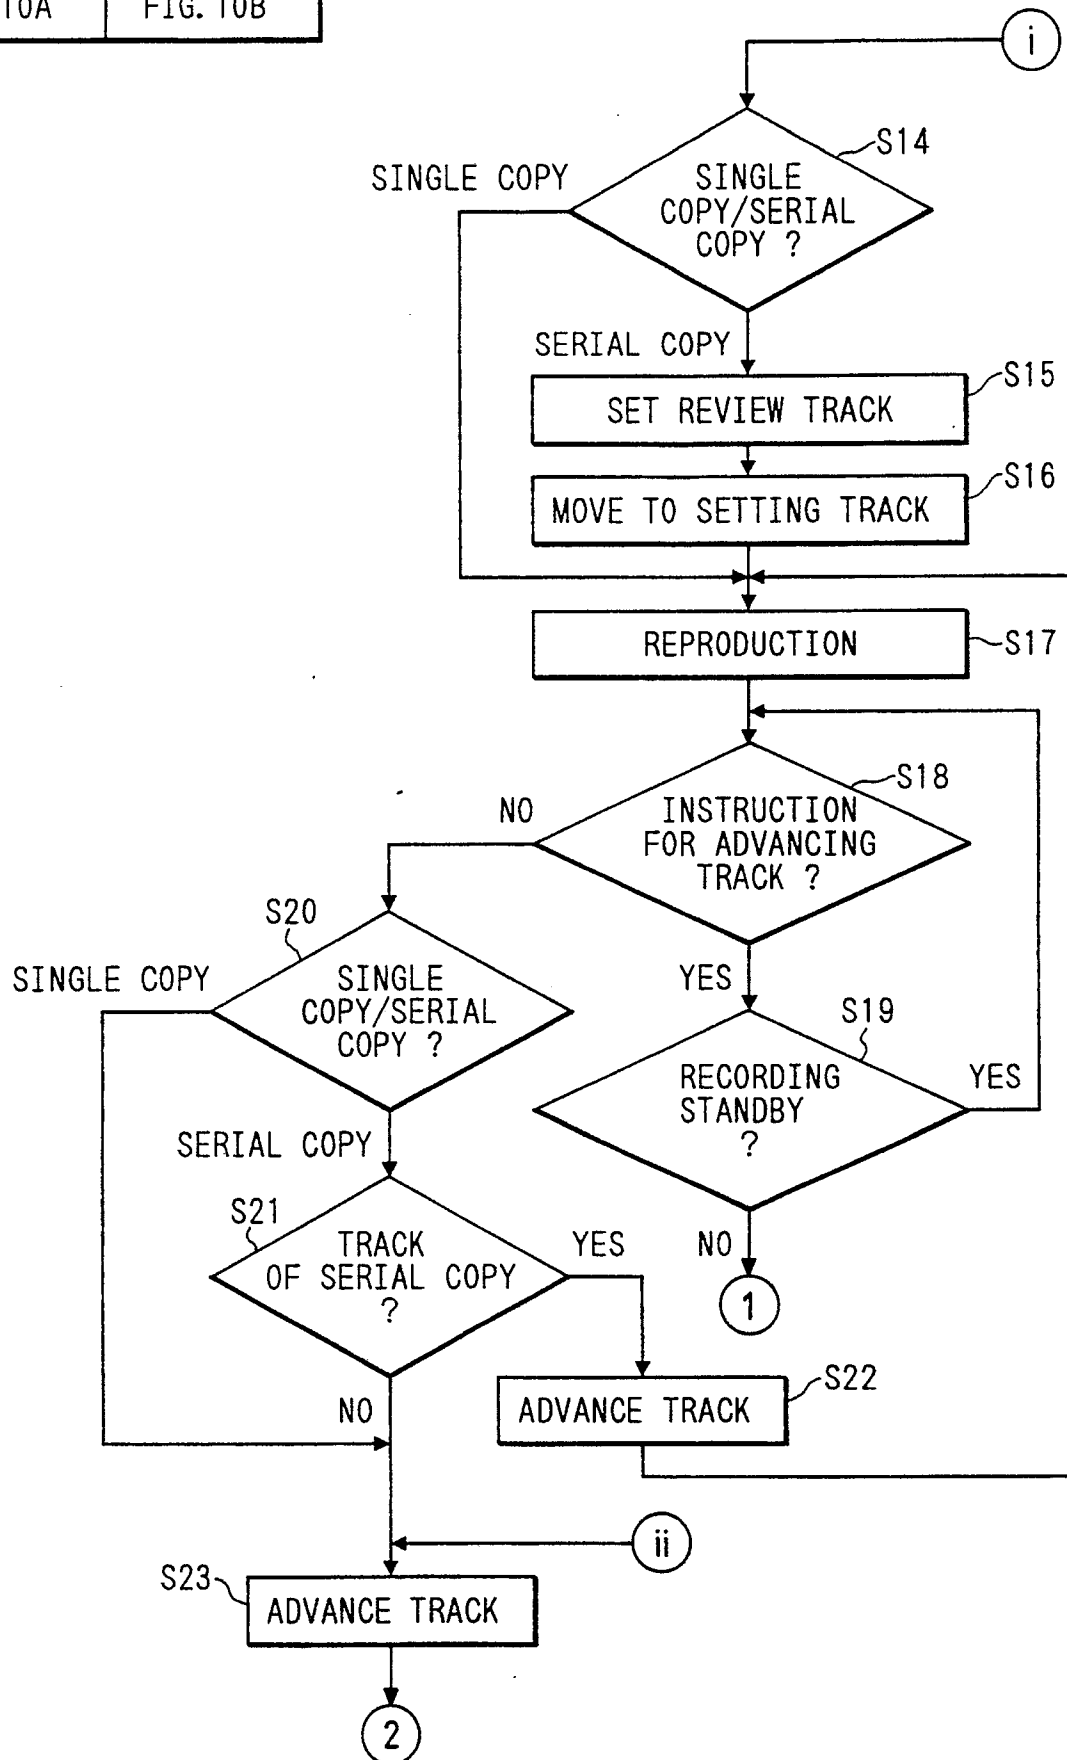 10A FIG. 10B
i
S14
SINGLE COPY
SINGLE
COPY/SERIAL
COPY ?
SERIAL COPY
S15
SET REVIEW TRACK
S16
MOVE TO SETTING TRACK
REPRODUCTION
S17
S18
NO
INSTRUCTION
FOR ADVANCING
TRACK ?
S20
SINGLE COPY
SINGLE
COPY/SERIAL
COPY ?
YES
S19
RECORDING
STANDBY
?
YES
SERIAL COPY
S21
TRACK
OF SERIAL COPY
?
YES
NO
1
S22
NO
ADVANCE TRACK
ii
S23
ADVANCE TRACK
2